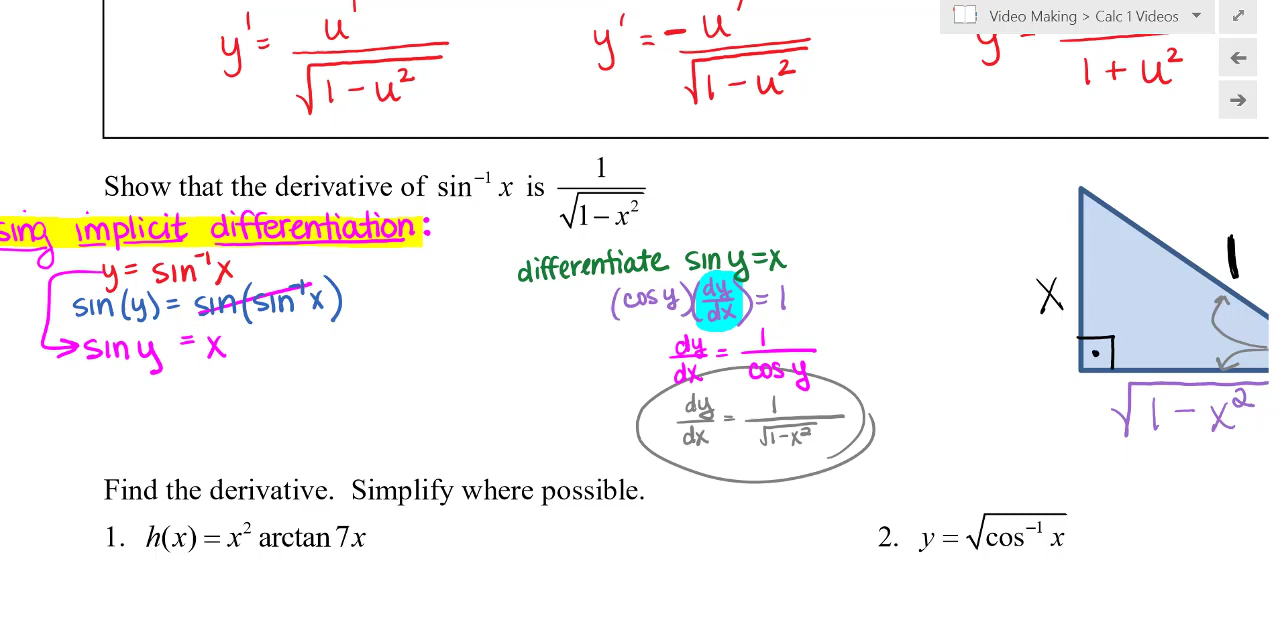 Video Making > Calc 1 Videos
y' = u' / √(1 − u²)
y' = −u' / √(1 − u²)
y' = / 1 + u²
Show that the derivative of sin⁻¹ x is 1 / √(1 − x²)
sing implicit differentiation:
y = sin⁻¹x
sin(y) = sin(sin⁻¹x)
sin y = x
differentiate sin y = x
(cos y)(dy/dx) = 1
dy/dx = 1 / cos y
dy/dx = 1 / √(1−x²)
x
1
√(1 − x²)
Find the derivative. Simplify where possible.
1. h(x) = x² arctan 7x
2. y = √(cos⁻¹ x)